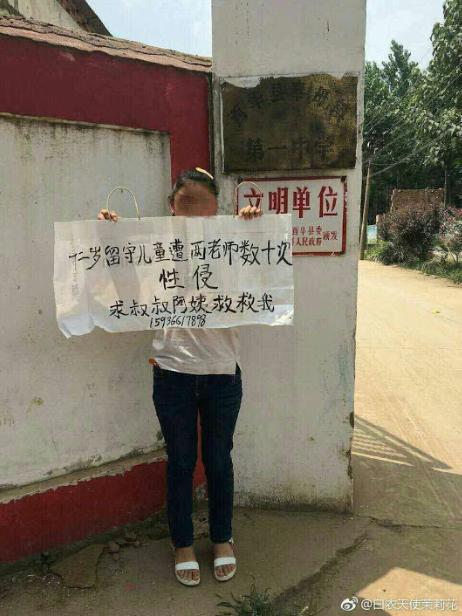 第一中学
文明单位
县委
人民政府
颁发
十二岁留守儿童遭两老师数十次
性侵
求叔叔阿姨救救我
15936617898
@白衣天使茉莉花